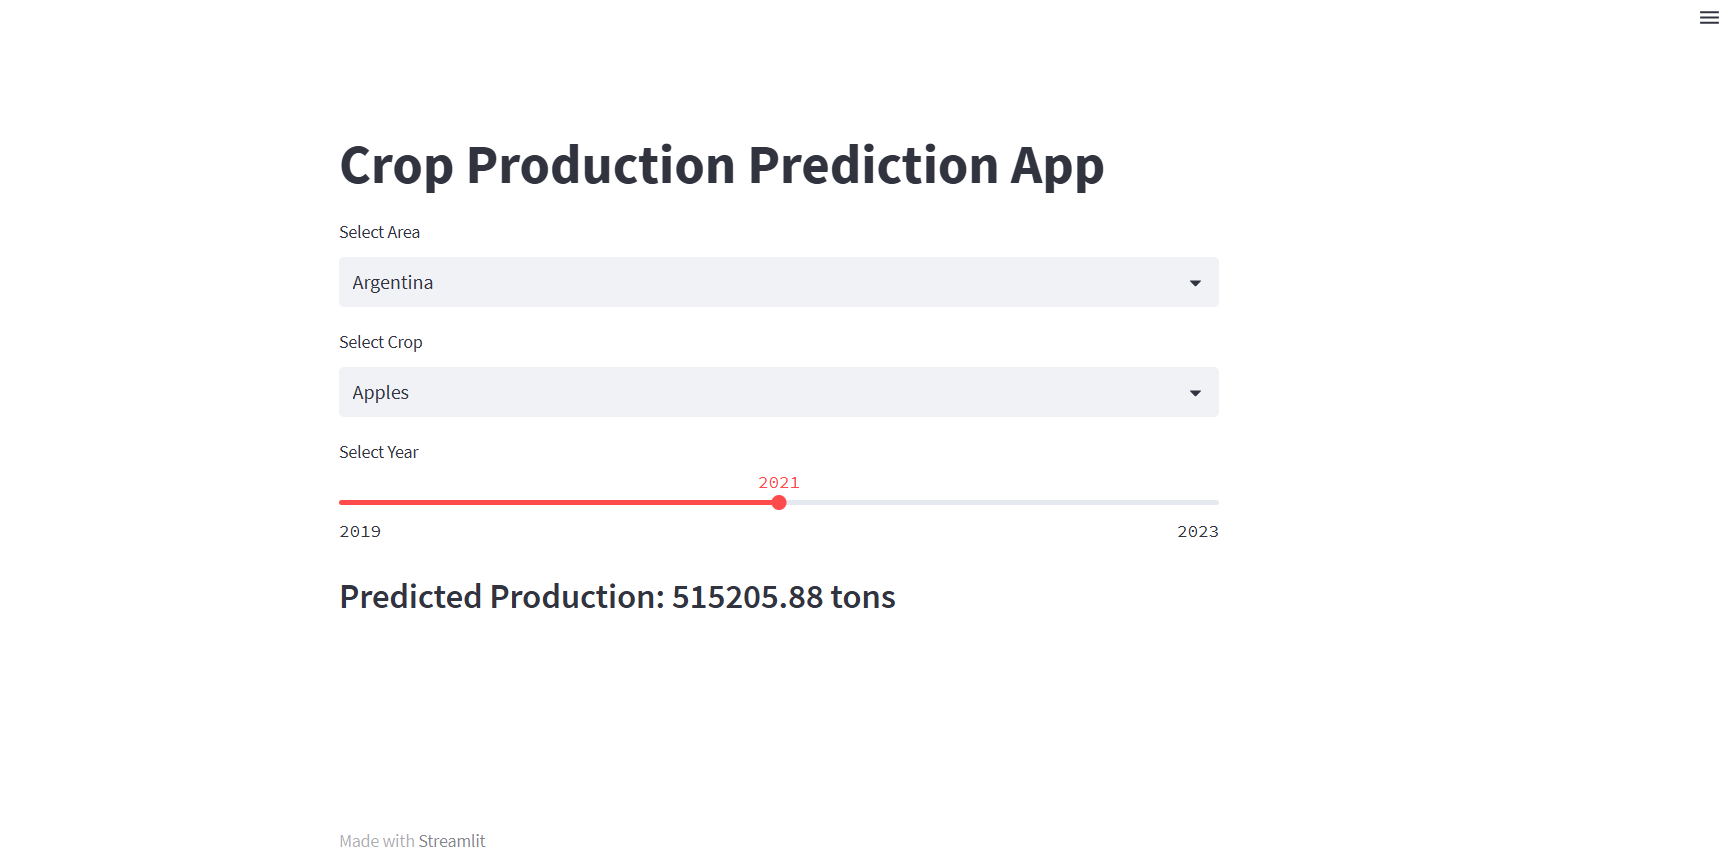 Crop Production Prediction App
Select Area
Argentina
Select Crop
Apples
Select Year
2021
2019 2023
Predicted Production: 515205.88 tons
Made with Streamlit